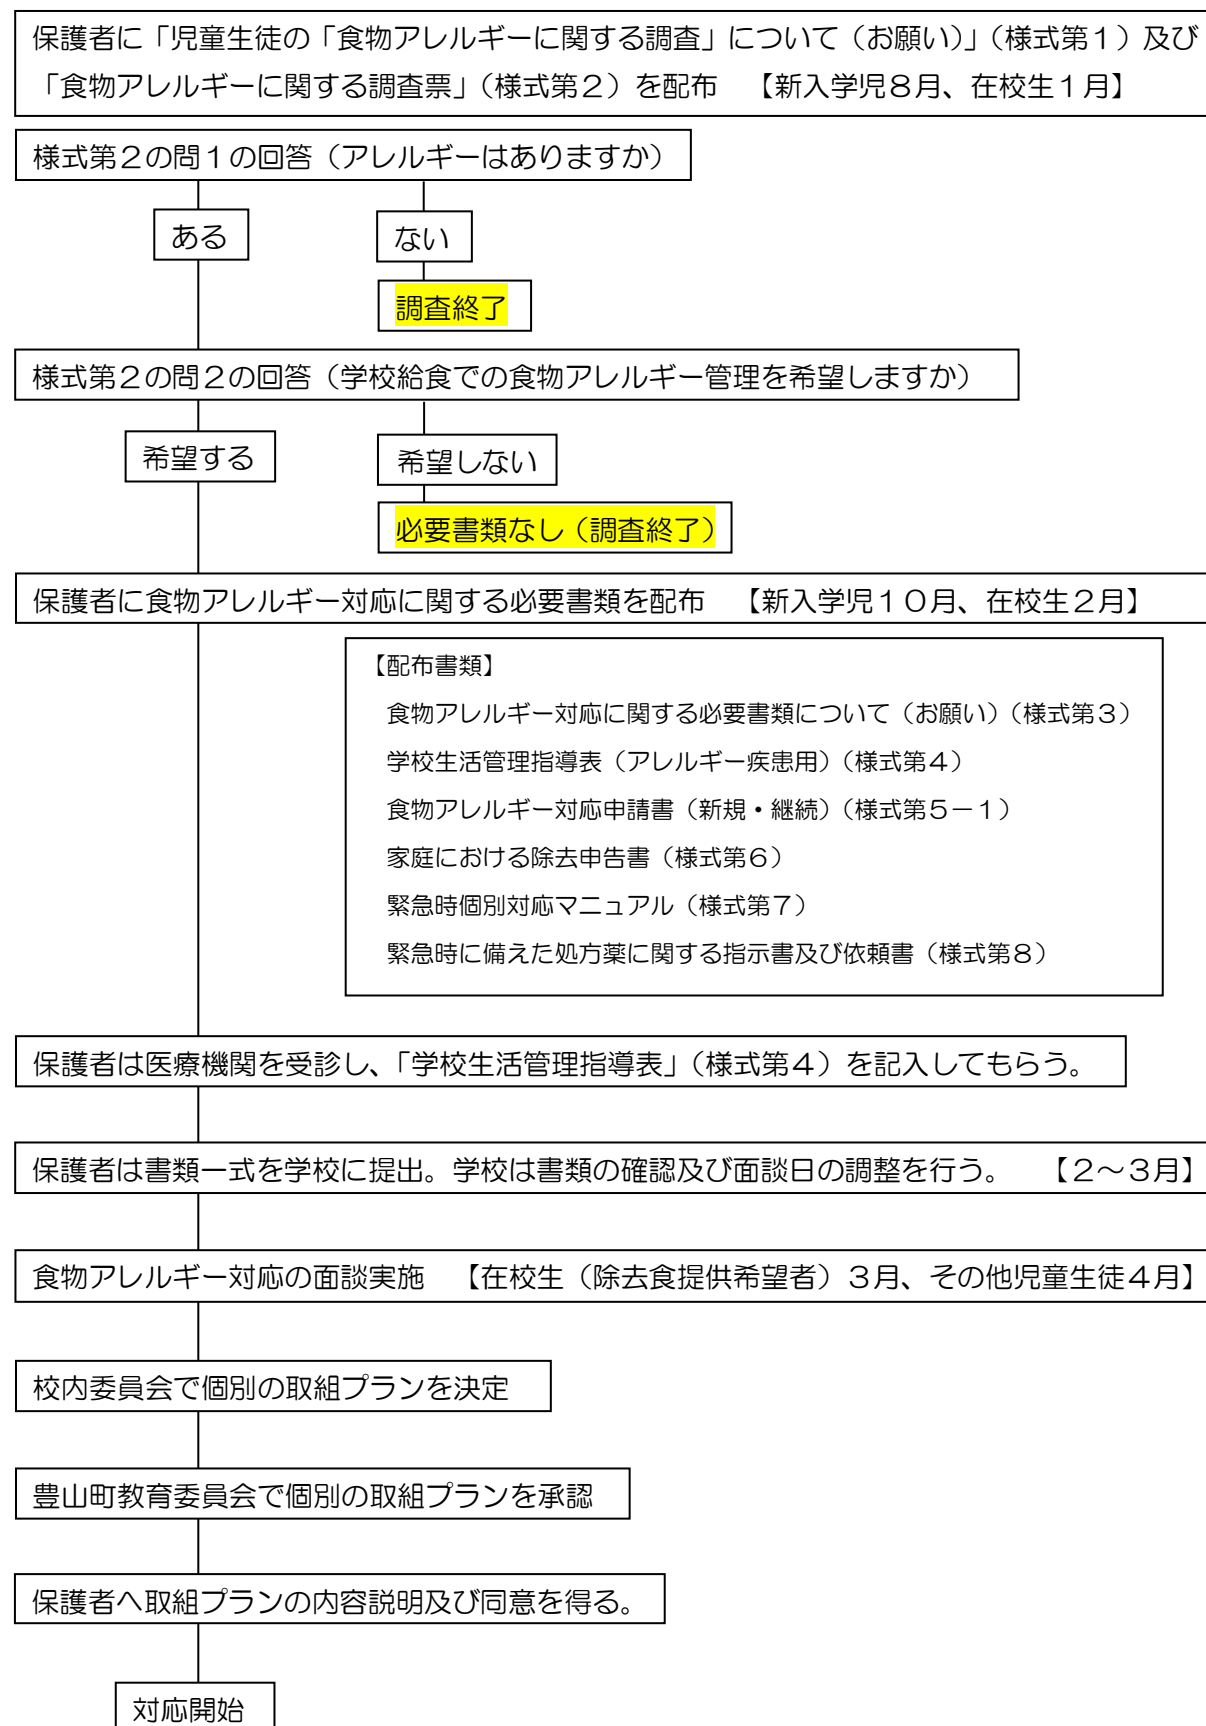 保護者に「児童生徒の「食物アレルギーに関する調査」について（お願い）」（様式第１）及び
「食物アレルギーに関する調査票」（様式第２）を配布　【新入学児８月、在校生１月】
様式第２の問１の回答（アレルギーはありますか）
ある
ない
調査終了
様式第２の問２の回答（学校給食での食物アレルギー管理を希望しますか）
希望する
希望しない
必要書類なし（調査終了）
保護者に食物アレルギー対応に関する必要書類を配布　【新入学児１０月、在校生２月】
【配布書類】
食物アレルギー対応に関する必要書類について（お願い）（様式第３）
学校生活管理指導表（アレルギー疾患用）（様式第４）
食物アレルギー対応申請書（新規・継続）（様式第５－１）
家庭における除去申告書（様式第６）
緊急時個別対応マニュアル（様式第７）
緊急時に備えた処方薬に関する指示書及び依頼書（様式第８）
保護者は医療機関を受診し、「学校生活管理指導表」（様式第４）を記入してもらう。
保護者は書類一式を学校に提出。学校は書類の確認及び面談日の調整を行う。　【２～３月】
食物アレルギー対応の面談実施　【在校生（除去食提供希望者）３月、その他児童生徒４月】
校内委員会で個別の取組プランを決定
豊山町教育委員会で個別の取組プランを承認
保護者へ取組プランの内容説明及び同意を得る。
対応開始